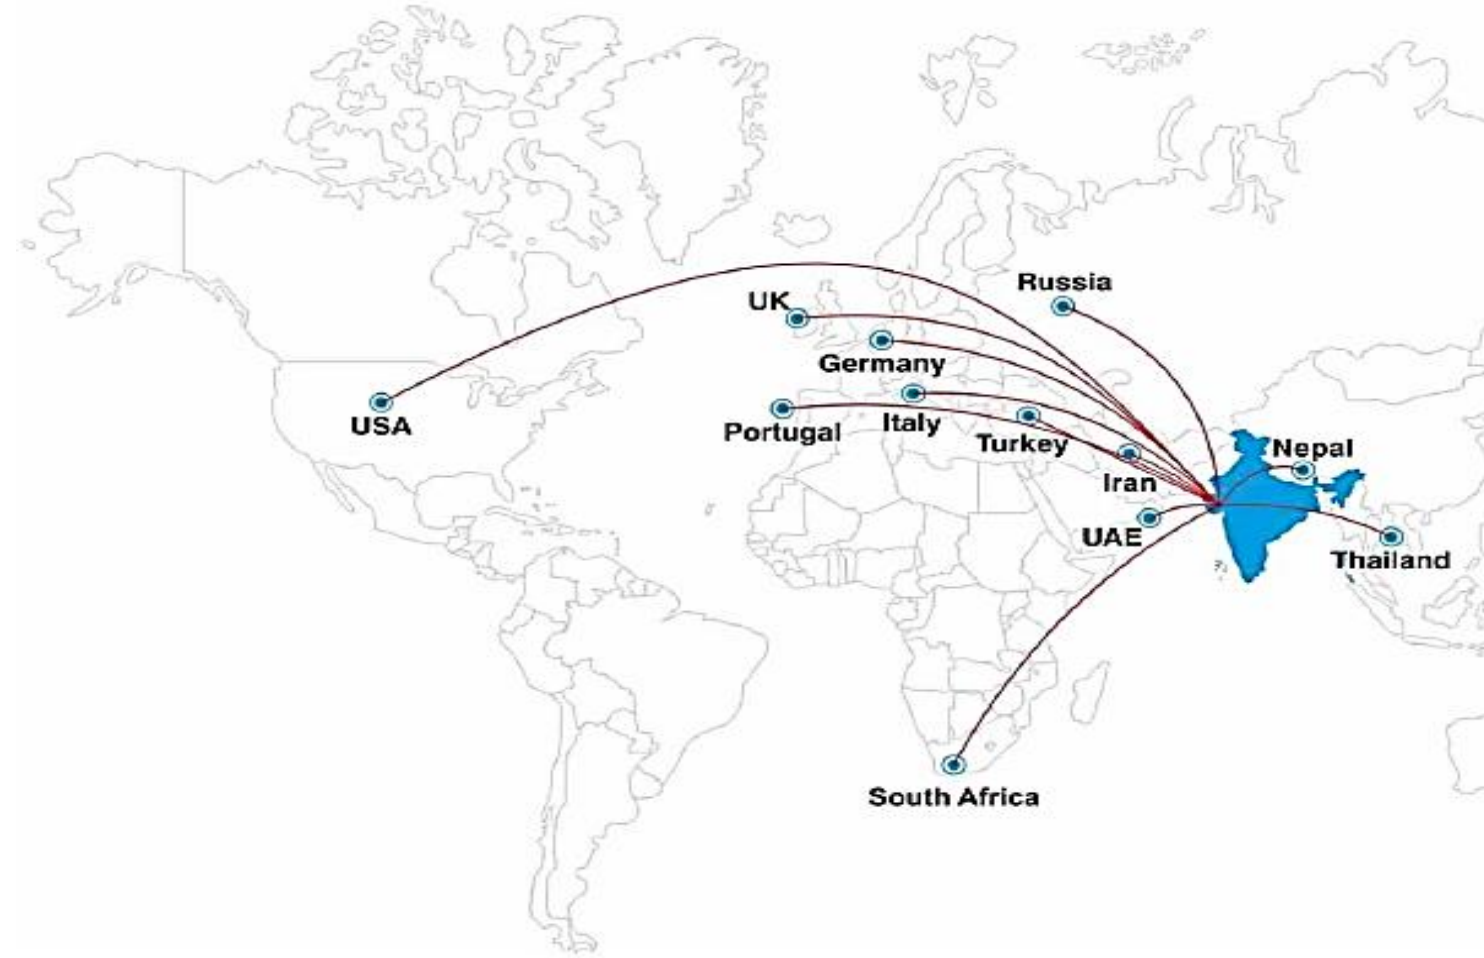 Russia
UK
Germany
USA
Italy
Portugal
Turkey
Nepal
Iran
UAE
Thailand
South Africa